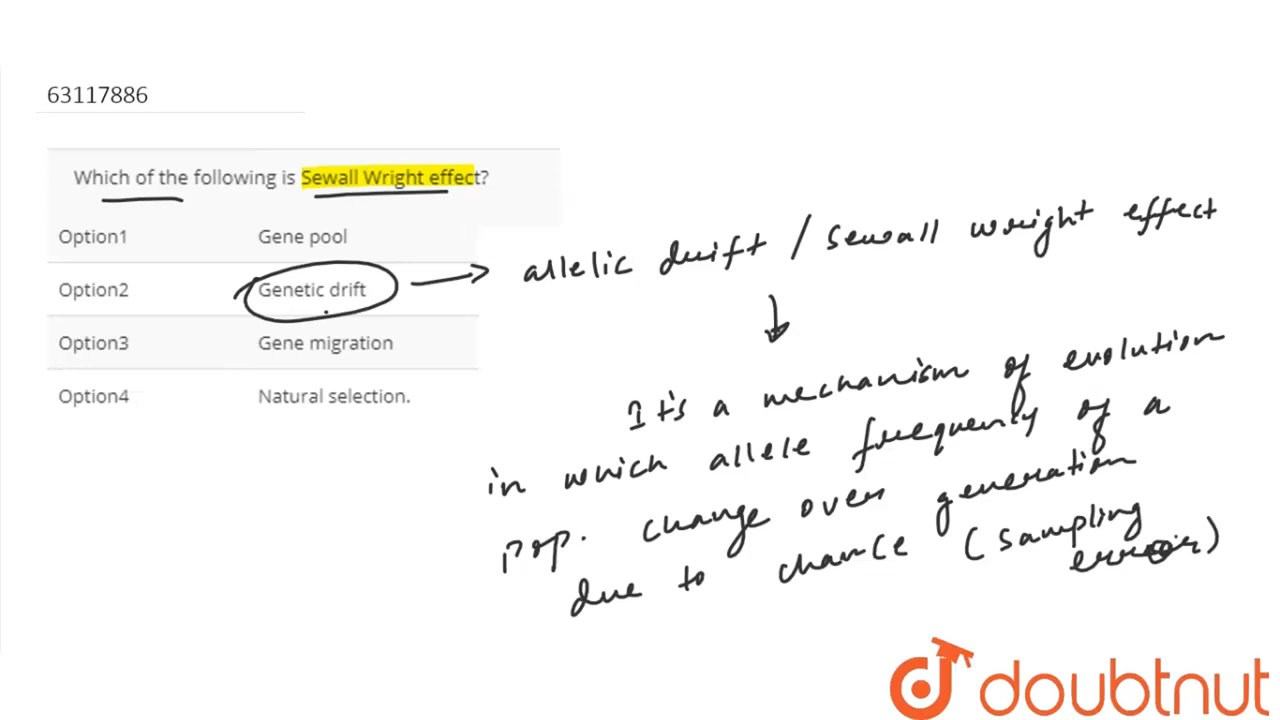 63117886
Which of the following is Sewall Wright effect?
Option1 Gene pool
Option2 Genetic drift
Option3 Gene migration
Option4 Natural selection.
allelic drift / sewall wright effect
It's a mechanism of evolution
in which allele frequency of a
pop. change over generation
due to chance (sampling
error)
doubtnut